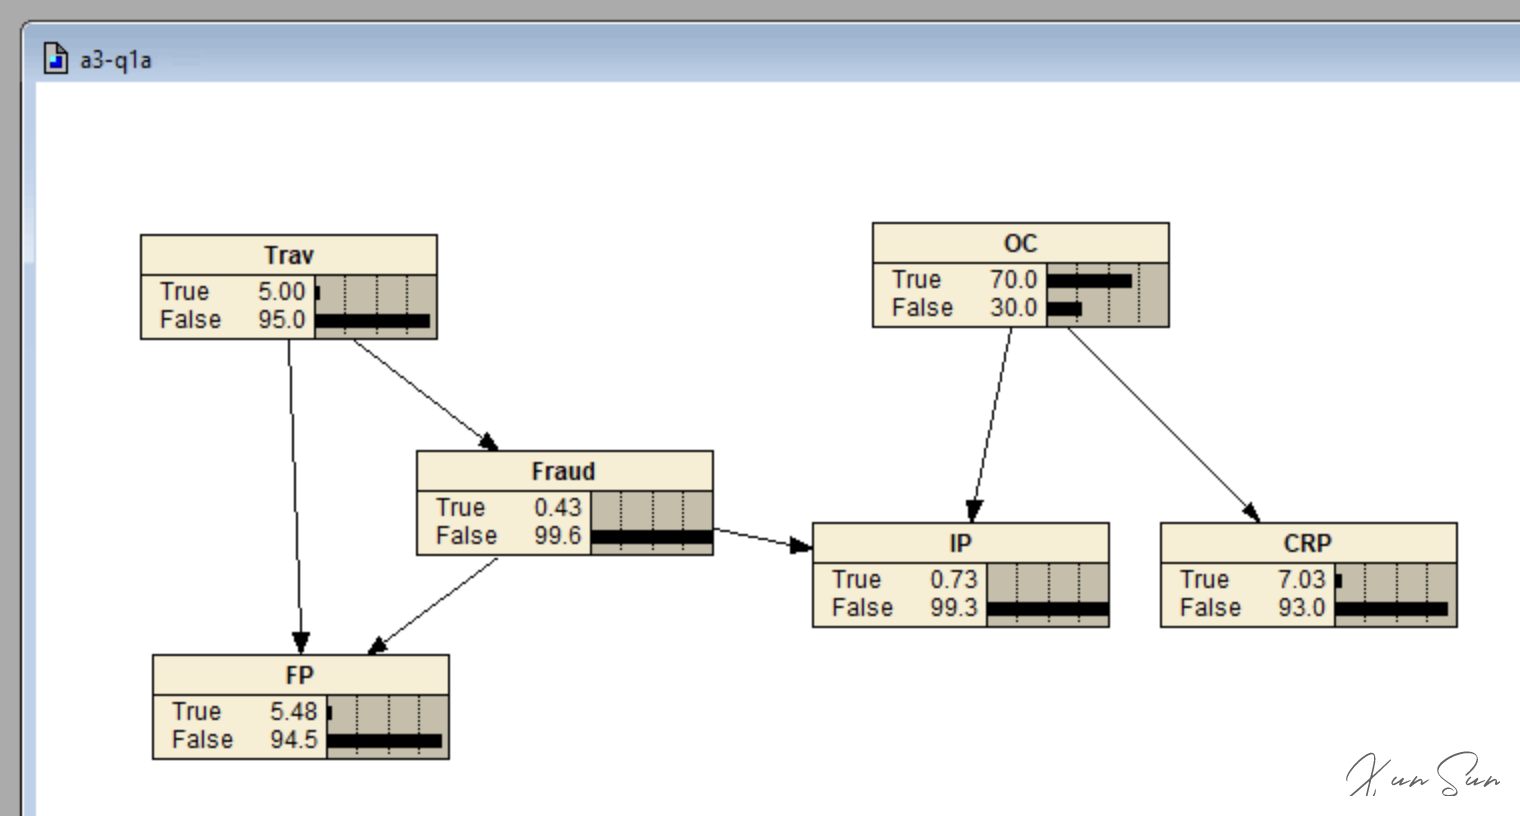 a3-q1a
Trav
True 5.00
False 95.0
OC
True 70.0
False 30.0
Fraud
True 0.43
False 99.6
IP
True 0.73
False 99.3
CRP
True 7.03
False 93.0
FP
True 5.48
False 94.5
Xun Sun